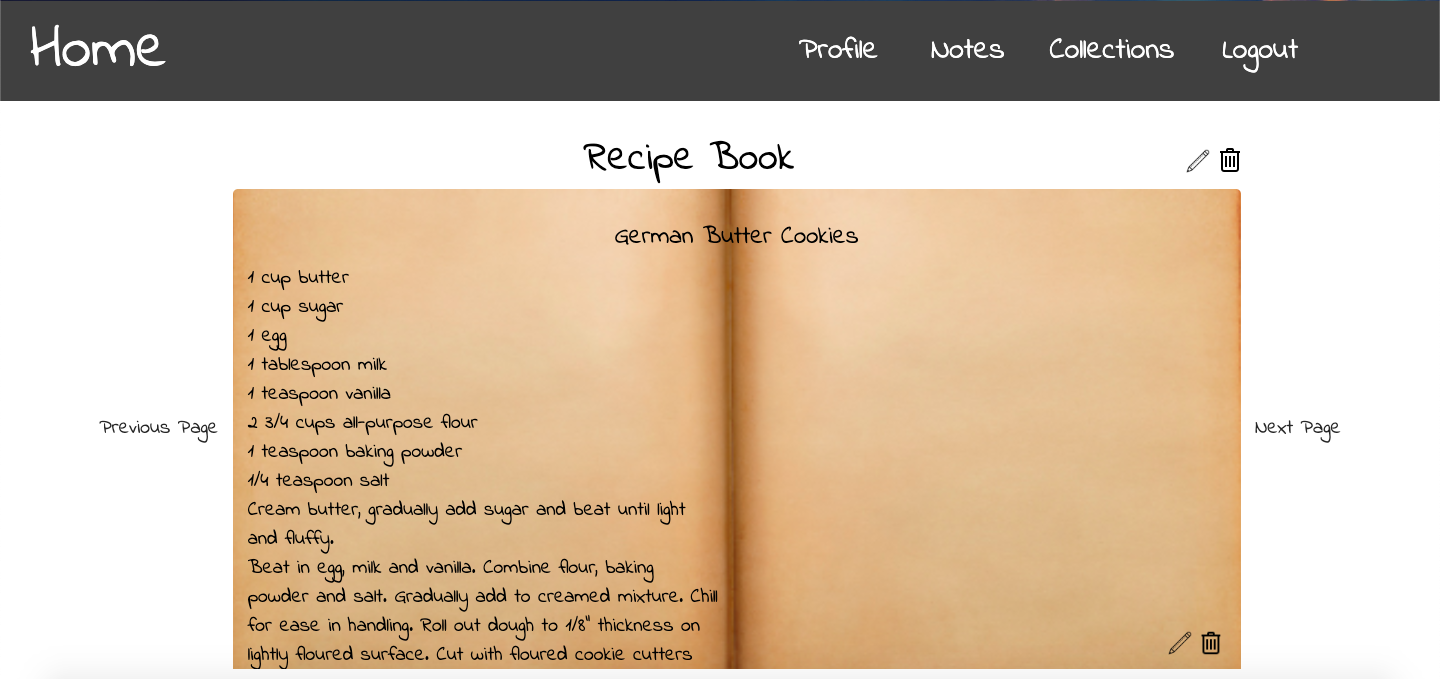 Home
Profile
Notes
Collections
Logout
Recipe Book
German Butter Cookies
1 cup butter
1 cup sugar
1 egg
1 tablespoon milk
1 teaspoon vanilla
2 3/4 cups all-purpose flour
1 teaspoon baking powder
1/4 teaspoon salt
Cream butter, gradually add sugar and beat until light
and fluffy.
Beat in egg, milk and vanilla. Combine flour, baking
powder and salt. Gradually add to creamed mixture. Chill
for ease in handling. Roll out dough to 1/8" thickness on
lightly floured surface. Cut with floured cookie cutters
Previous Page
Next Page